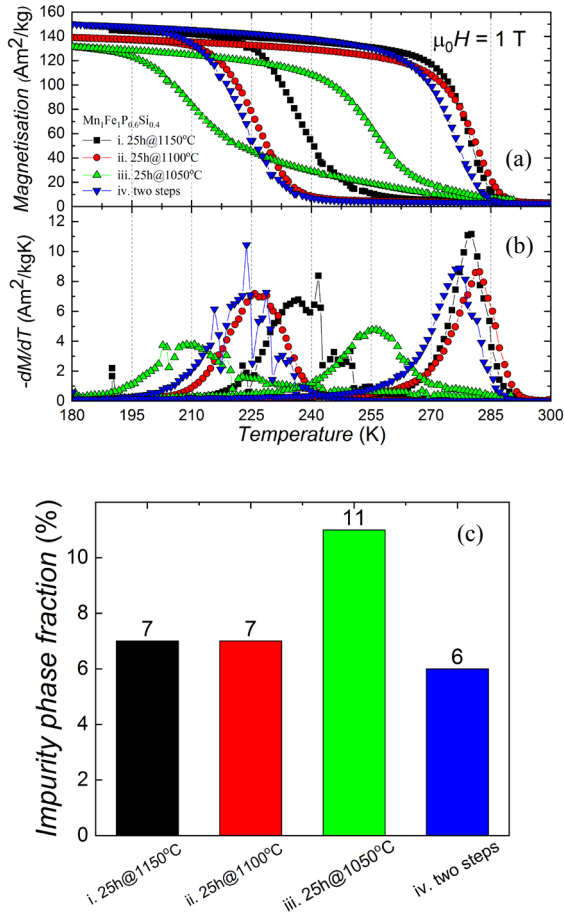 160
140
120
100
80
60
40
20
0
Magnetisation (Am²/kg)
μ₀H = 1 T
Mn₁Fe₁P₀.₆Si₀.₄
i. 25h@1150°C
ii. 25h@1100°C
iii. 25h@1050°C
iv. two steps
(a)
12
10
8
6
4
2
0
-dM/dT (Am²/kgK)
(b)
180 195 210 225 240 255 270 285 300
Temperature (K)
(c)
10
8
6
4
2
0
Impurity phase fraction (%)
7 7 11 6
i. 25h@1150°C
ii. 25h@1100°C
iii. 25h@1050°C
iv. two steps